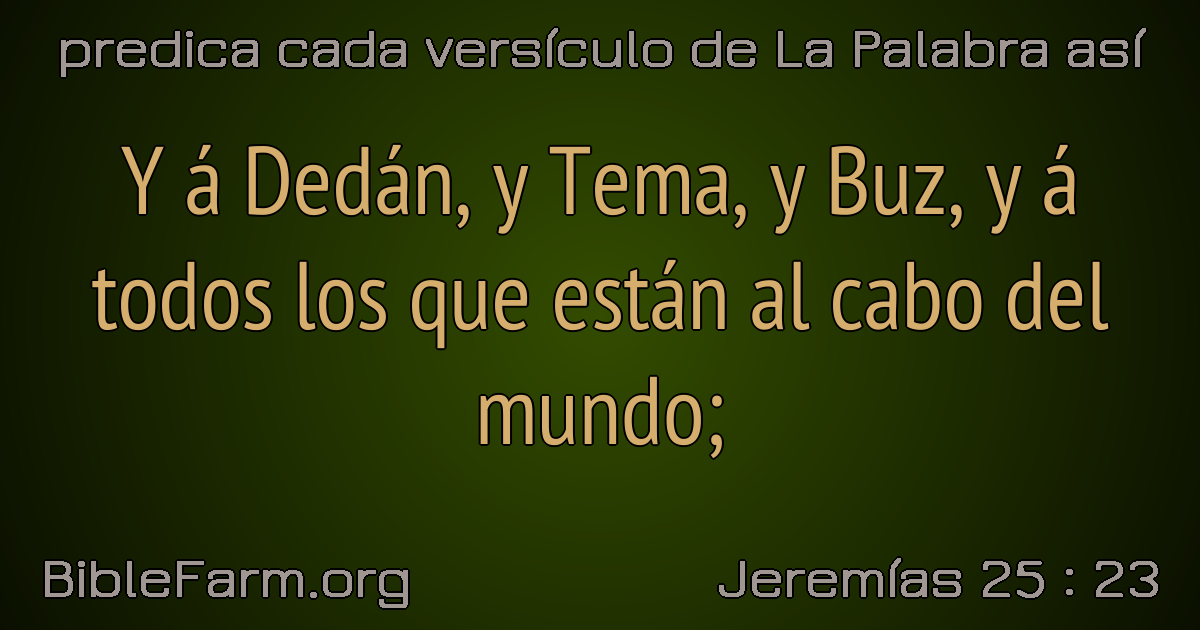 predica cada versículo de La Palabra así
Y á Dedán, y Tema, y Buz, y á
todos los que están al cabo del
mundo;
BibleFarm.org
Jeremías 25 : 23